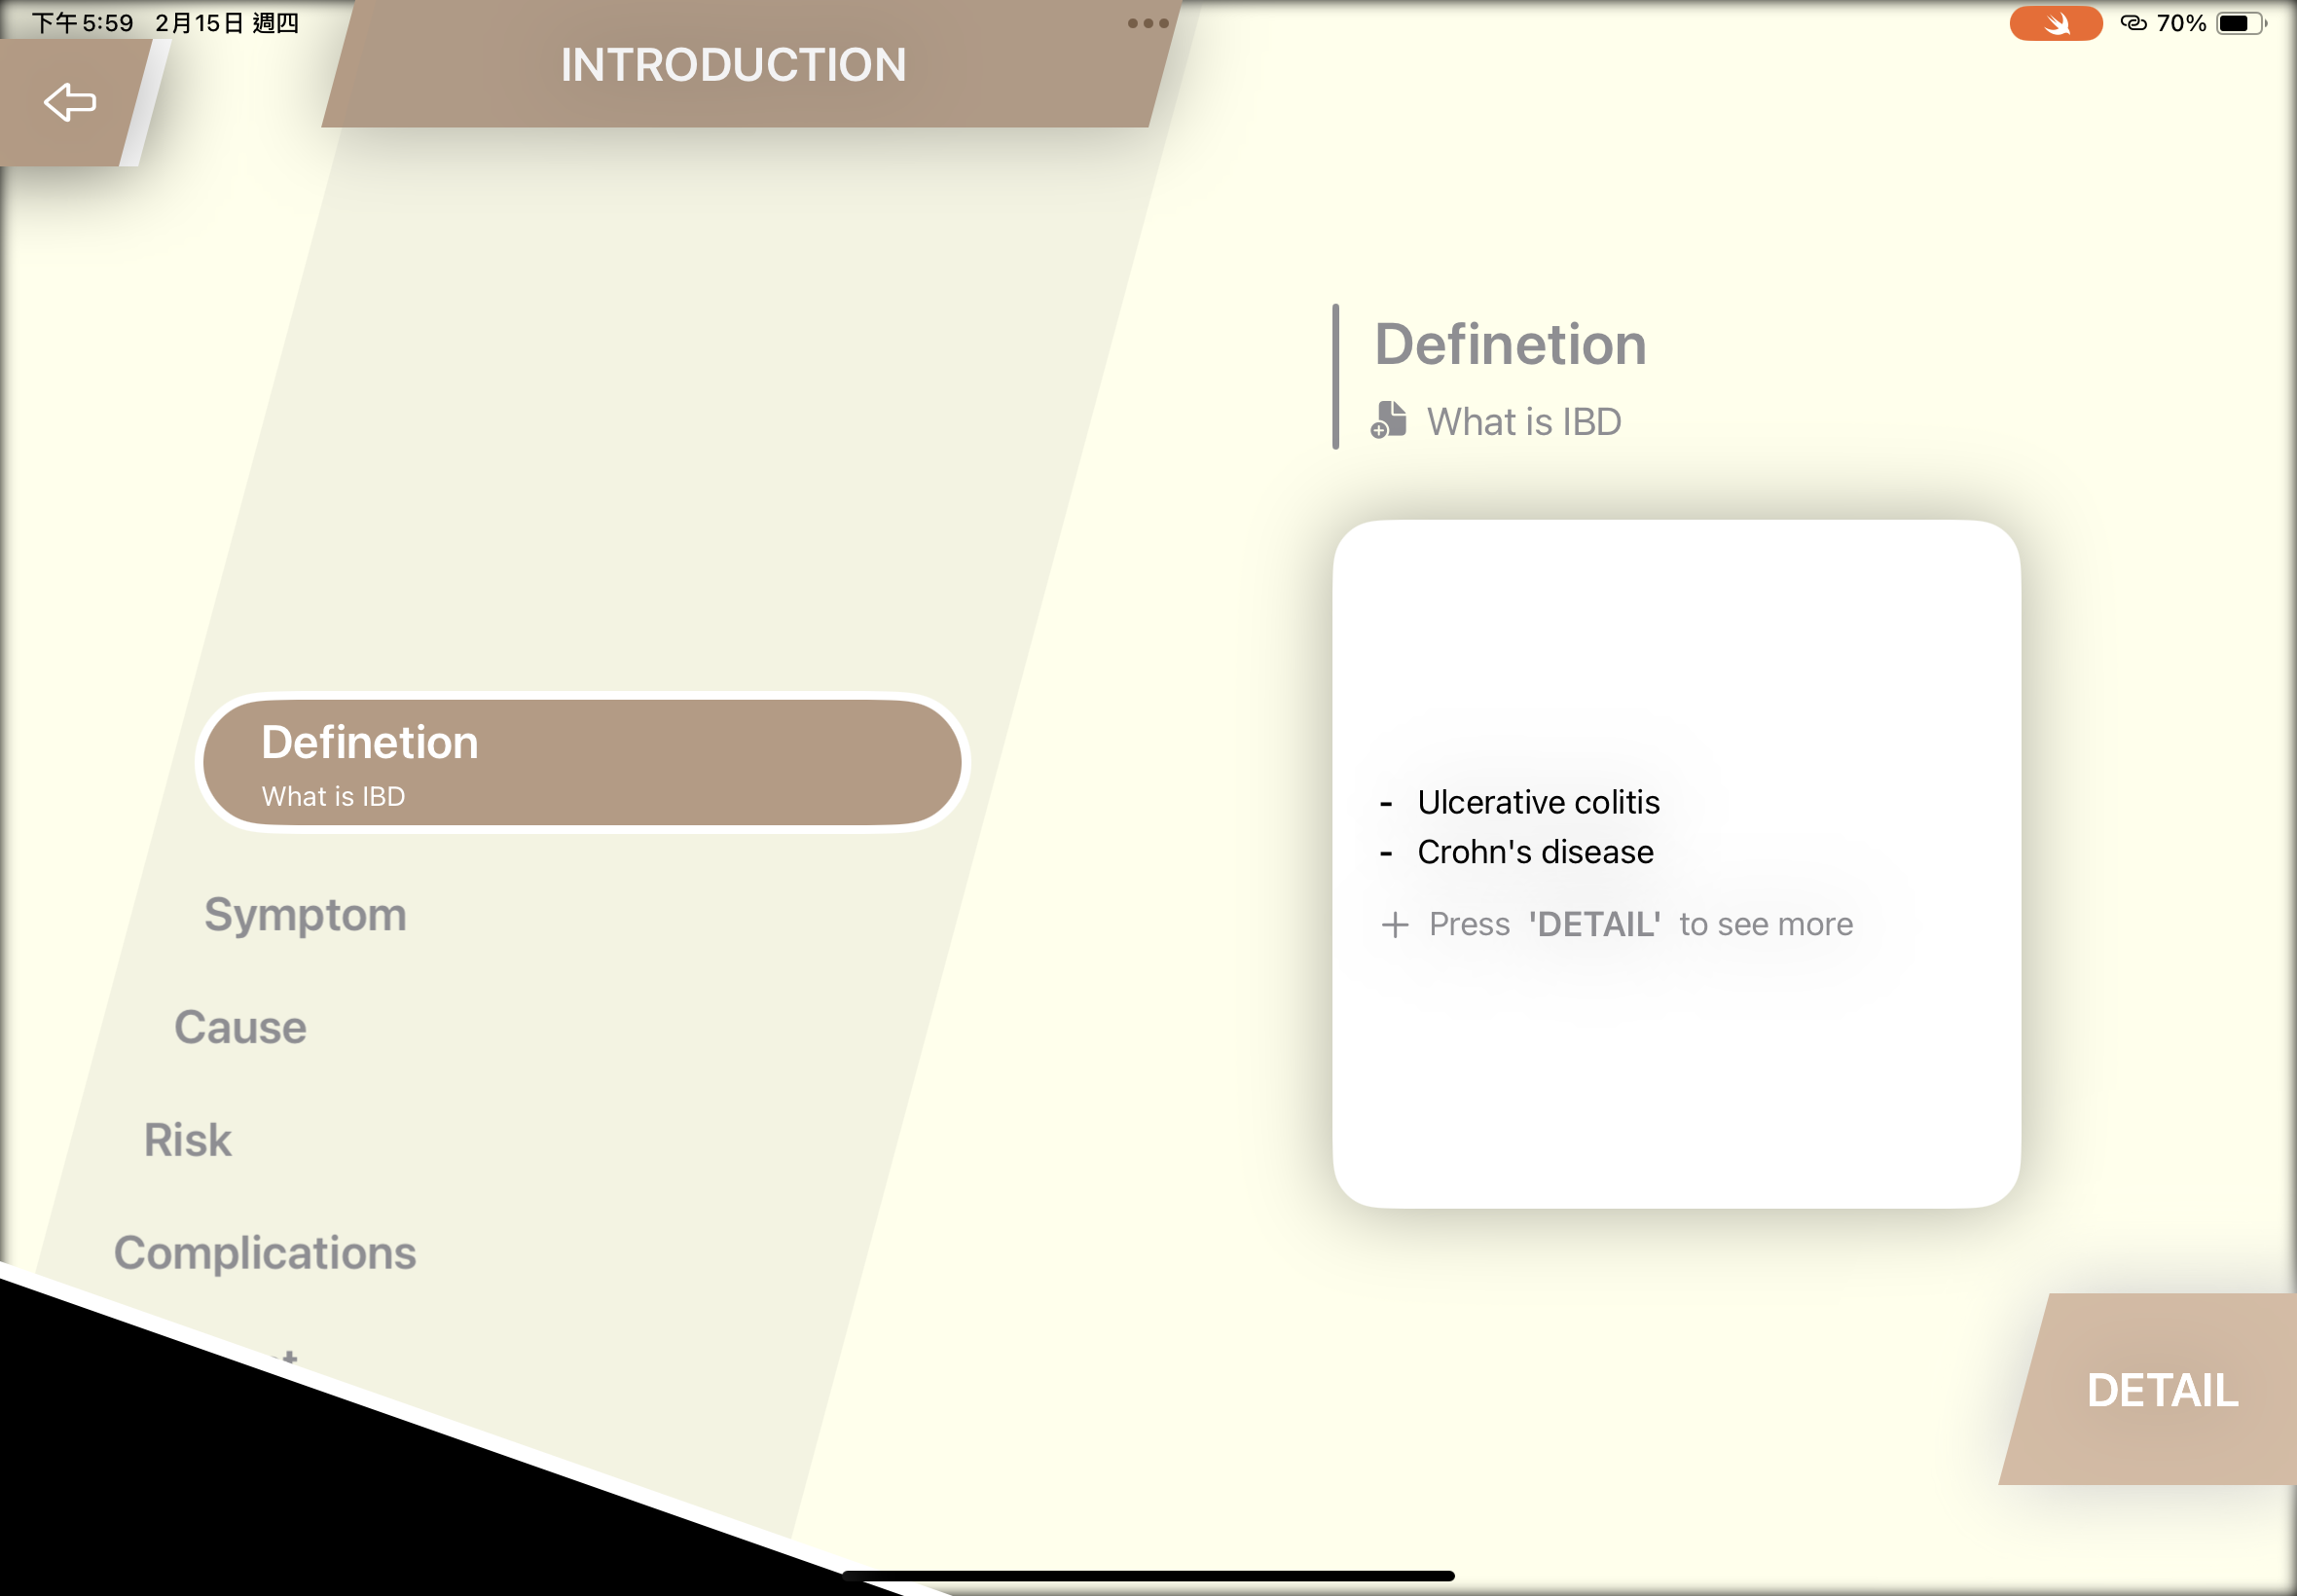 下午5:59 2月15日 週四
70%
INTRODUCTION
Definetion
What is IBD
Symptom
Cause
Risk
Complications
Definetion
What is IBD
- Ulcerative colitis
- Crohn's disease
+ Press 'DETAIL' to see more
DETAIL